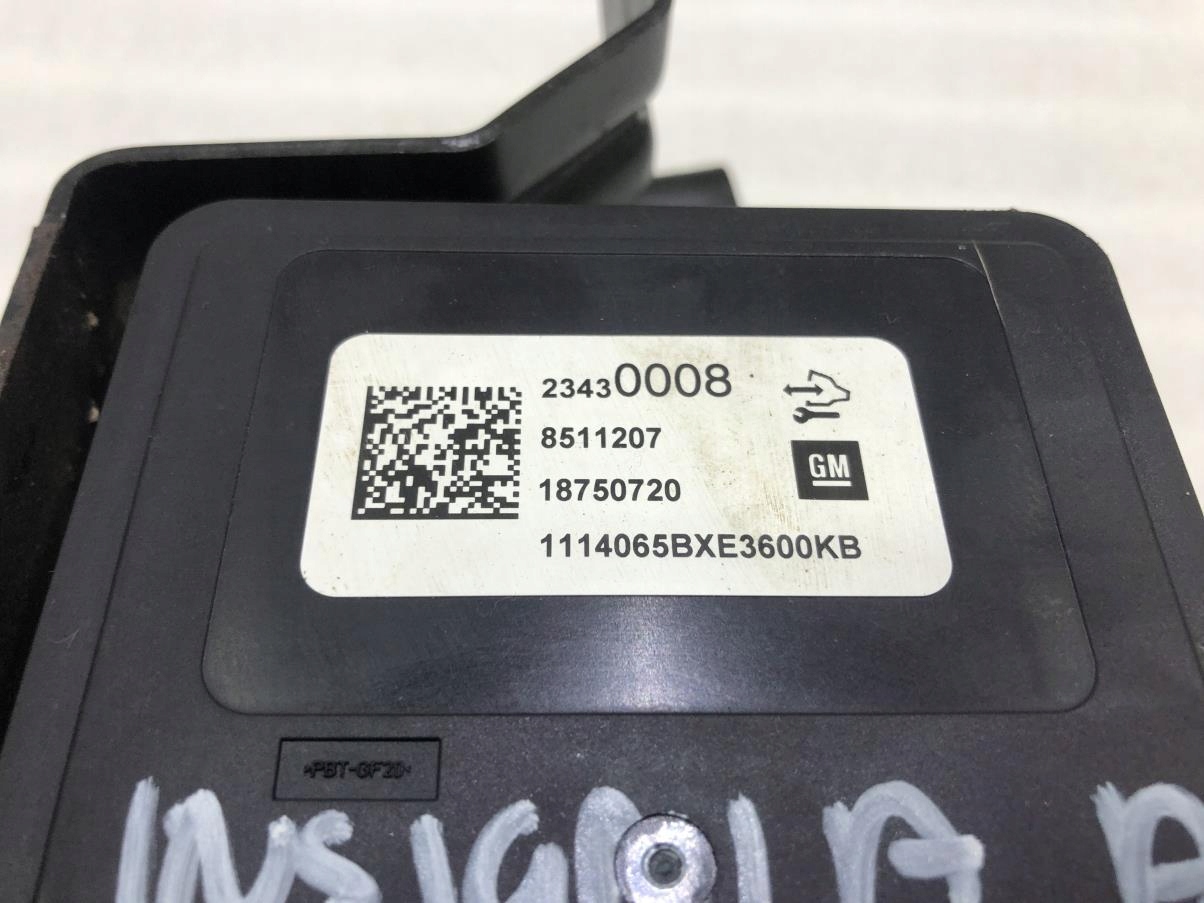 23430008
8511207
18750720
GM
1114065BXE3600KB
>PBT-GF20<
INSIGNIA